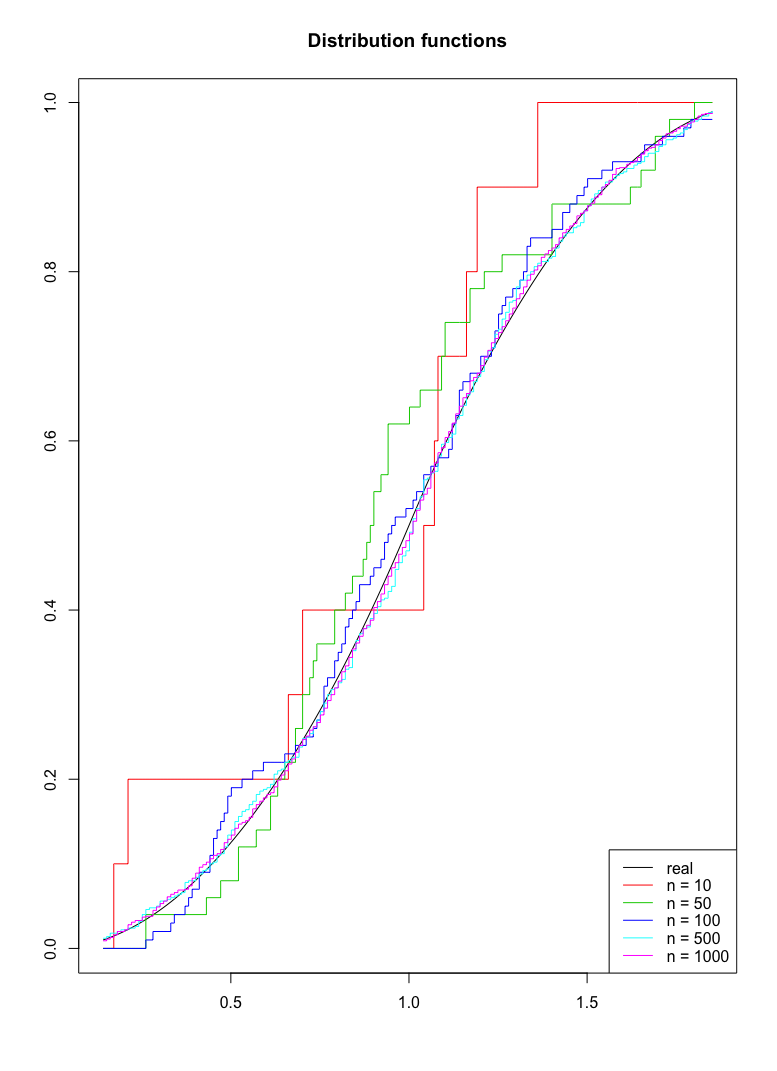 Distribution functions
1.0
0.8
0.6
0.4
0.2
0.0
0.5
1.0
1.5
real
n = 10
n = 50
n = 100
n = 500
n = 1000